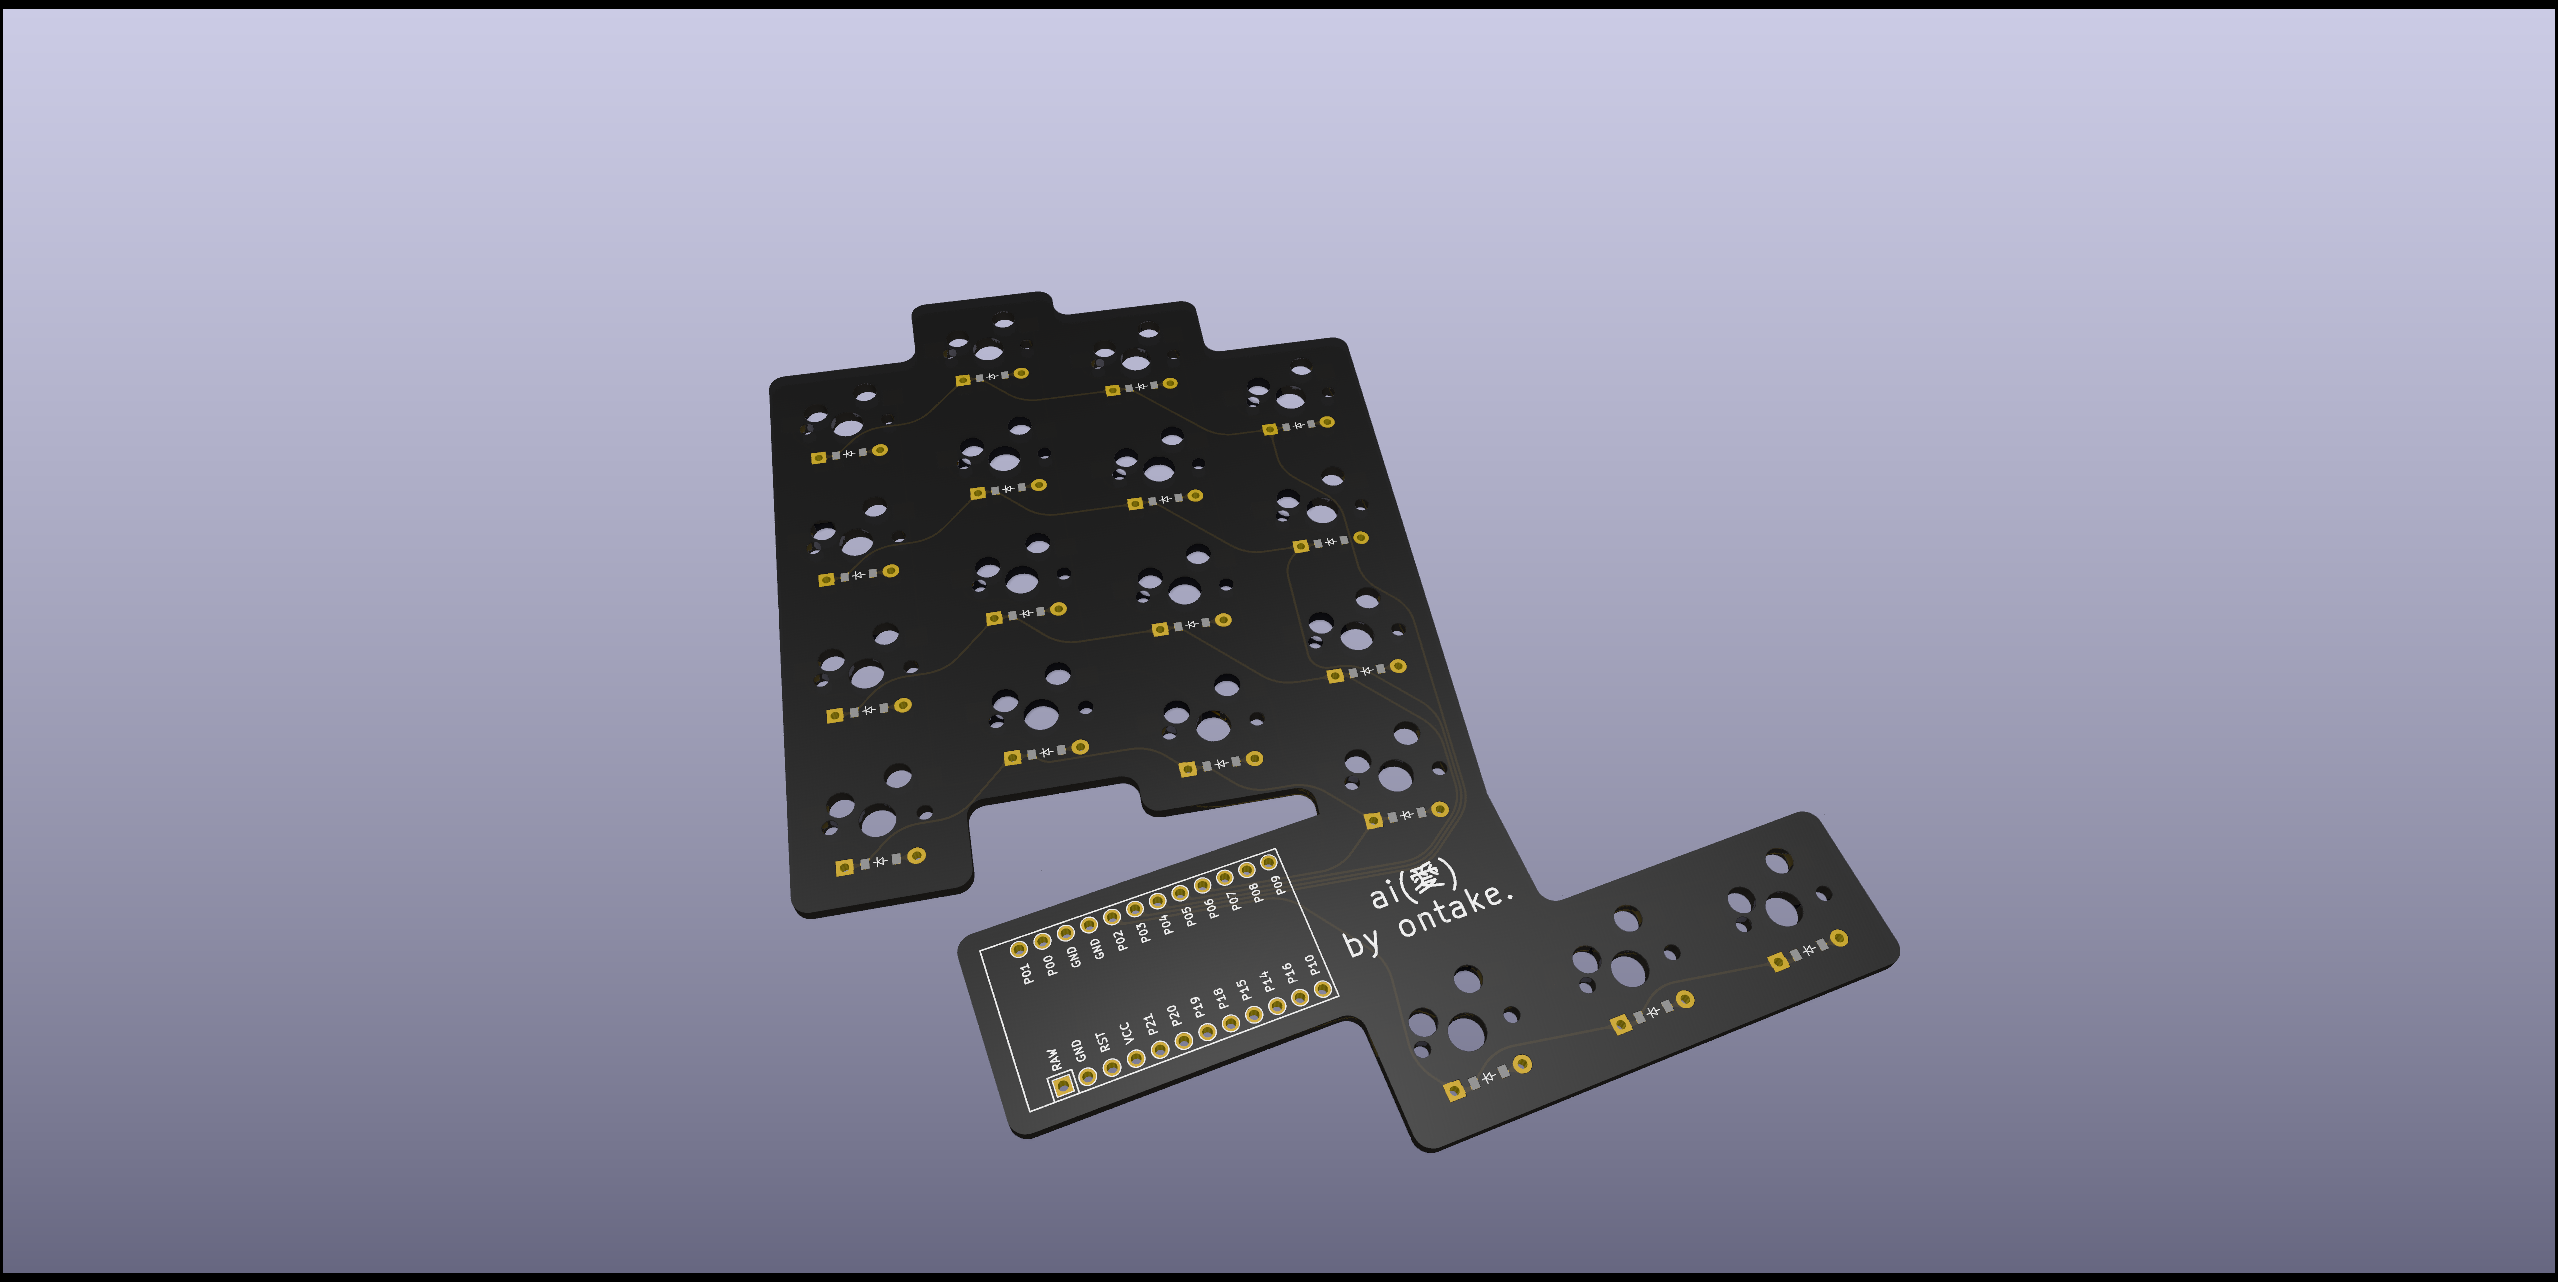 P01
P00
GND
GND
P02
P03
P04
P05
P06
P07
P08
P09
RAW
GND
RST
VCC
P21
P20
P19
P18
P15
P14
P16
P10
ai(愛)
by ontake.